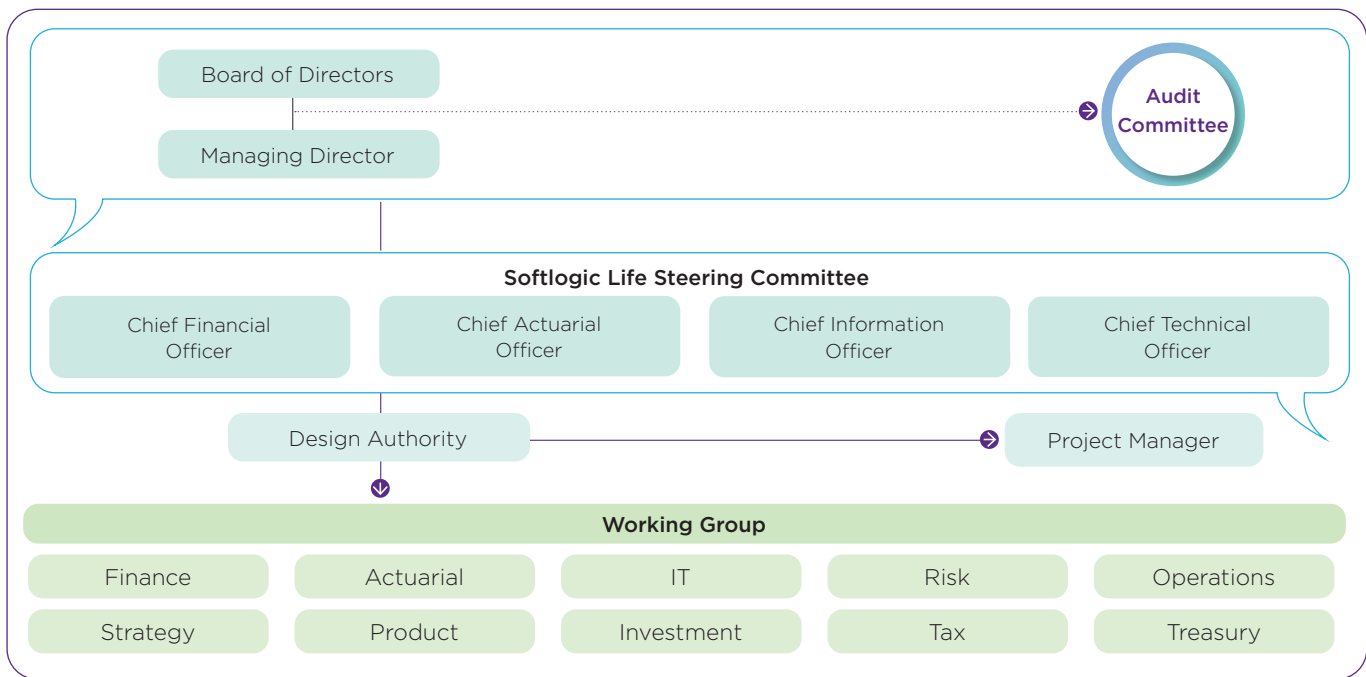 Board of Directors
Audit
Committee
Managing Director
Softlogic Life Steering Committee
Chief Financial
Officer
Chief Actuarial
Officer
Chief Information
Officer
Chief Technical
Officer
Design Authority
Project Manager
Working Group
Finance
Actuarial
IT
Risk
Operations
Strategy
Product
Investment
Tax
Treasury